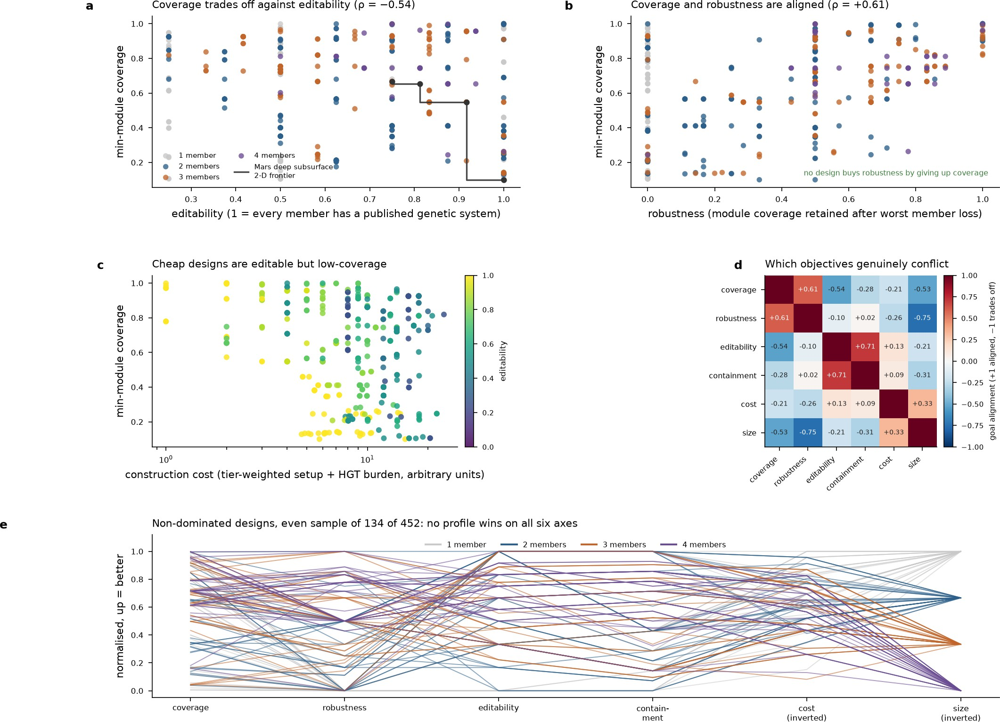 a
Coverage trades off against editability (ρ = −0.54)
min-module coverage
1.0
0.8
0.6
0.4
0.2
1 member
2 members
3 members
4 members
Mars deep subsurface
2-D frontier
0.3 0.4 0.5 0.6 0.7 0.8 0.9 1.0
editability (1 = every member has a published genetic system)
b
Coverage and robustness are aligned (ρ = +0.61)
min-module coverage
1.0
0.8
0.6
0.4
0.2
no design buys robustness by giving up coverage
0.0 0.2 0.4 0.6 0.8 1.0
robustness (module coverage retained after worst member loss)
c
Cheap designs are editable but low-coverage
min-module coverage
1.0
0.8
0.6
0.4
0.2
10⁰ 10¹
construction cost (tier-weighted setup + HGT burden, arbitrary units)
1.0
0.8
0.6
0.4
0.2
0.0
editability
d
Which objectives genuinely conflict
coverage +0.61 -0.54 -0.28 -0.21 -0.53
robustness +0.61 -0.10 +0.02 -0.26 -0.75
editability -0.54 -0.10 +0.71 +0.13 -0.21
containment -0.28 +0.02 +0.71 +0.09 -0.31
cost -0.21 -0.26 +0.13 +0.09 +0.33
size -0.53 -0.75 -0.21 -0.31 +0.33
coverage robustness editability containment cost size
1.00
0.75
0.50
0.25
0.00
−0.25
−0.50
−0.75
−1.00
goal alignment (+1 aligned, −1 trades off)
e
Non-dominated designs, even sample of 134 of 452: no profile wins on all six axes
1 member 2 members 3 members 4 members
normalised, up = better
1.0
0.8
0.6
0.4
0.2
0.0
coverage robustness editability contain- cost size
ment (inverted) (inverted)